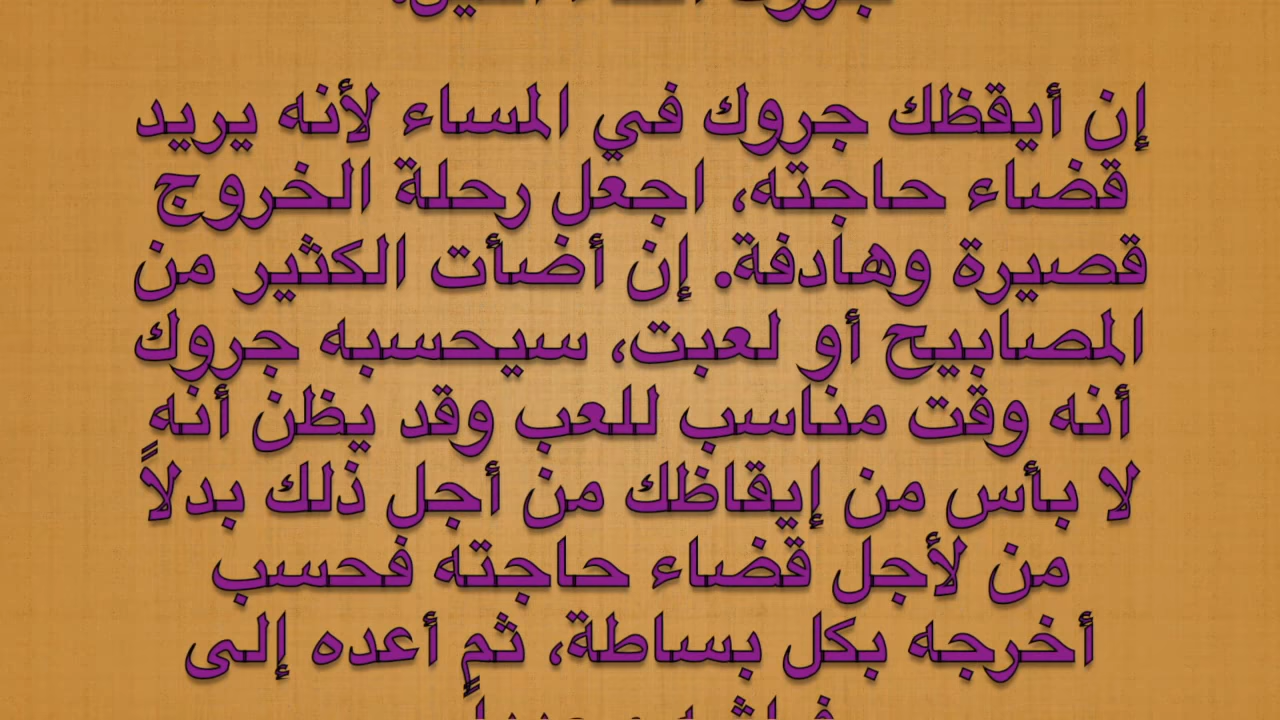 إن أيقظك جروك في المساء لأنه يريد
قضاء حاجته، اجعل رحلة الخروج
قصيرة وهادفة. إن أضأت الكثير من
المصابيح أو لعبت، سيحسبه جروك
أنه وقت مناسب للعب وقد يظن أنه
لا بأس من إيقاظك من أجل ذلك بدلاً
من لأجل قضاء حاجته فحسب
أخرجه بكل بساطة، ثمٍ أعده إلى